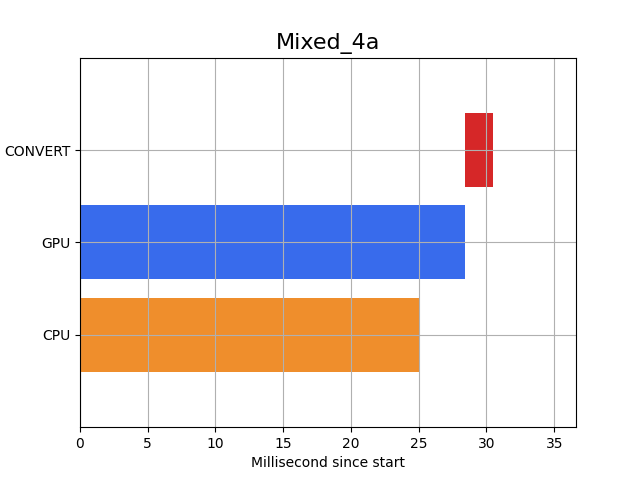 Mixed_4a
CONVERT
GPU
CPU
0 5 10 15 20 25 30 35
Millisecond since start